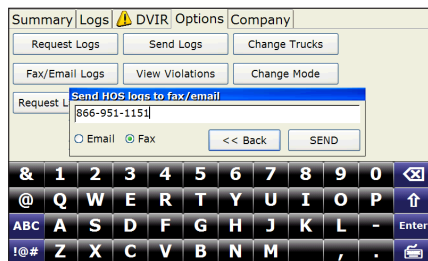 Summary Logs DVIR Options Company
Request Logs Send Logs Change Trucks
Fax/Email Logs View Violations Change Mode
Request L
Send HOS logs to fax/email
866-951-1151
Email Fax << Back SEND
& 1 2 3 4 5 6 7 8 9 0
@ Q W E R T Y U I O P
ABC A S D F G H J K L - Enter
!@# Z X C V B N M , .